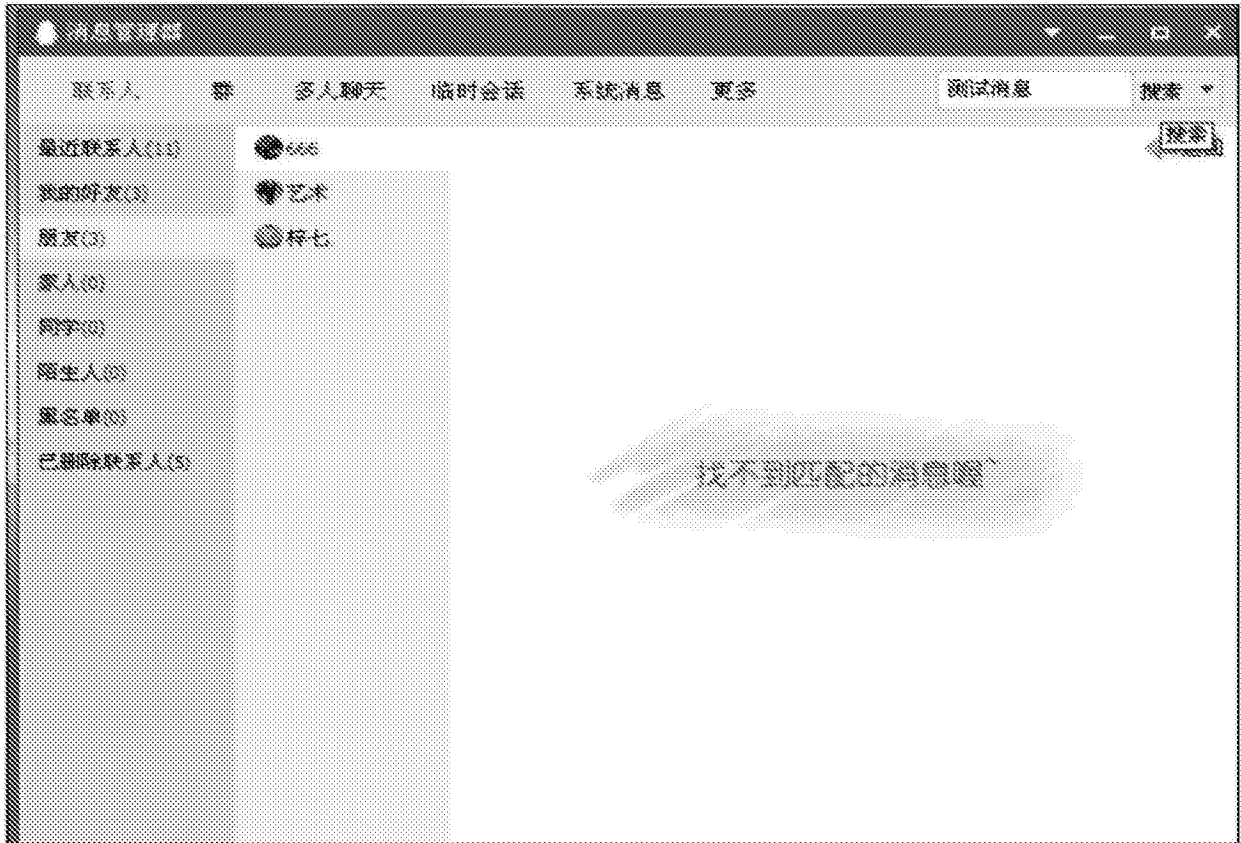 消息管理器
联系人 群 多人聊天 临时会话 系统消息 更多 测试消息 搜索
搜索
最近联系人(11)
我的好友(3)
朋友(3)
家人(0)
同学(0)
陌生人(0)
黑名单(0)
已删除联系人(5)
666
艺术
梓七
找不到匹配的消息喔~